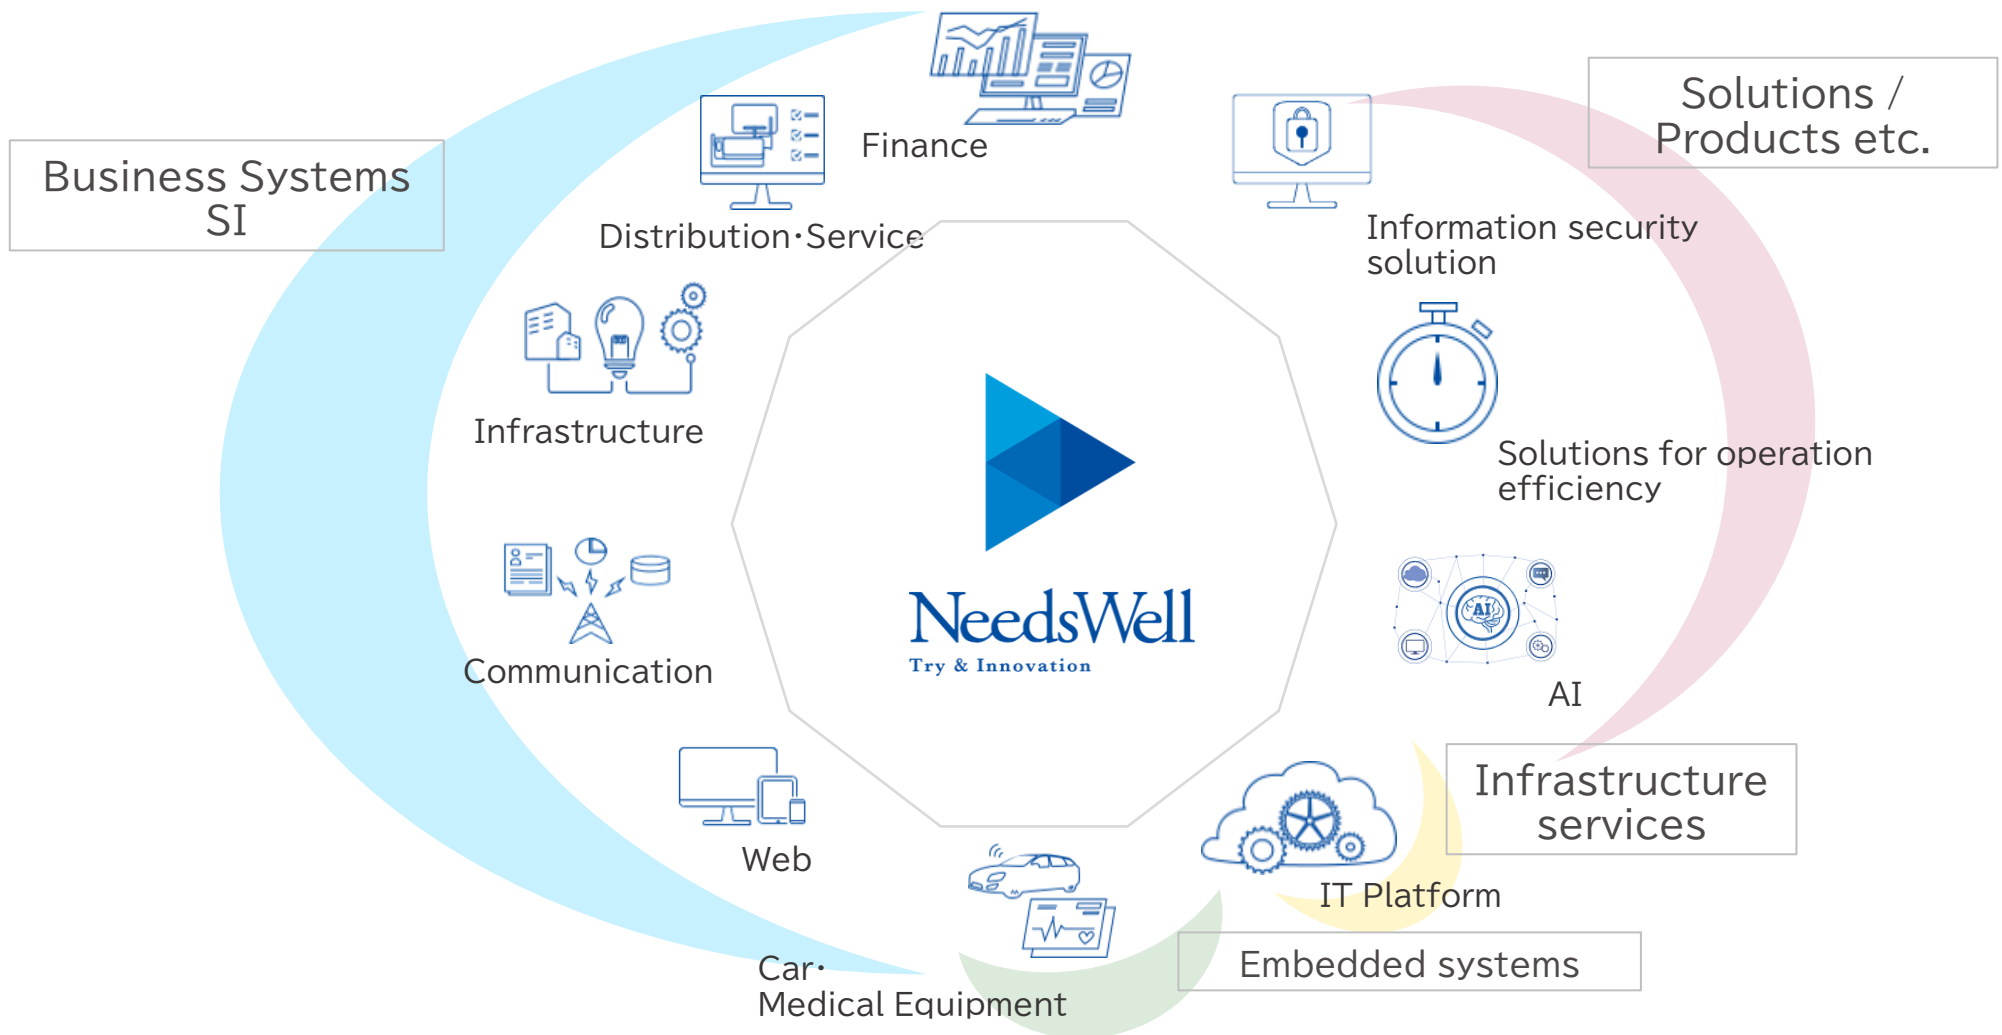 Finance
Solutions /
Products etc.
Business Systems
SI
Distribution・Service
Information security
solution
Infrastructure
Solutions for operation
efficiency
NeedsWell
Try & Innovation
Communication
AI
AI
Web
Infrastructure
services
IT Platform
Embedded systems
Car・
Medical Equipment